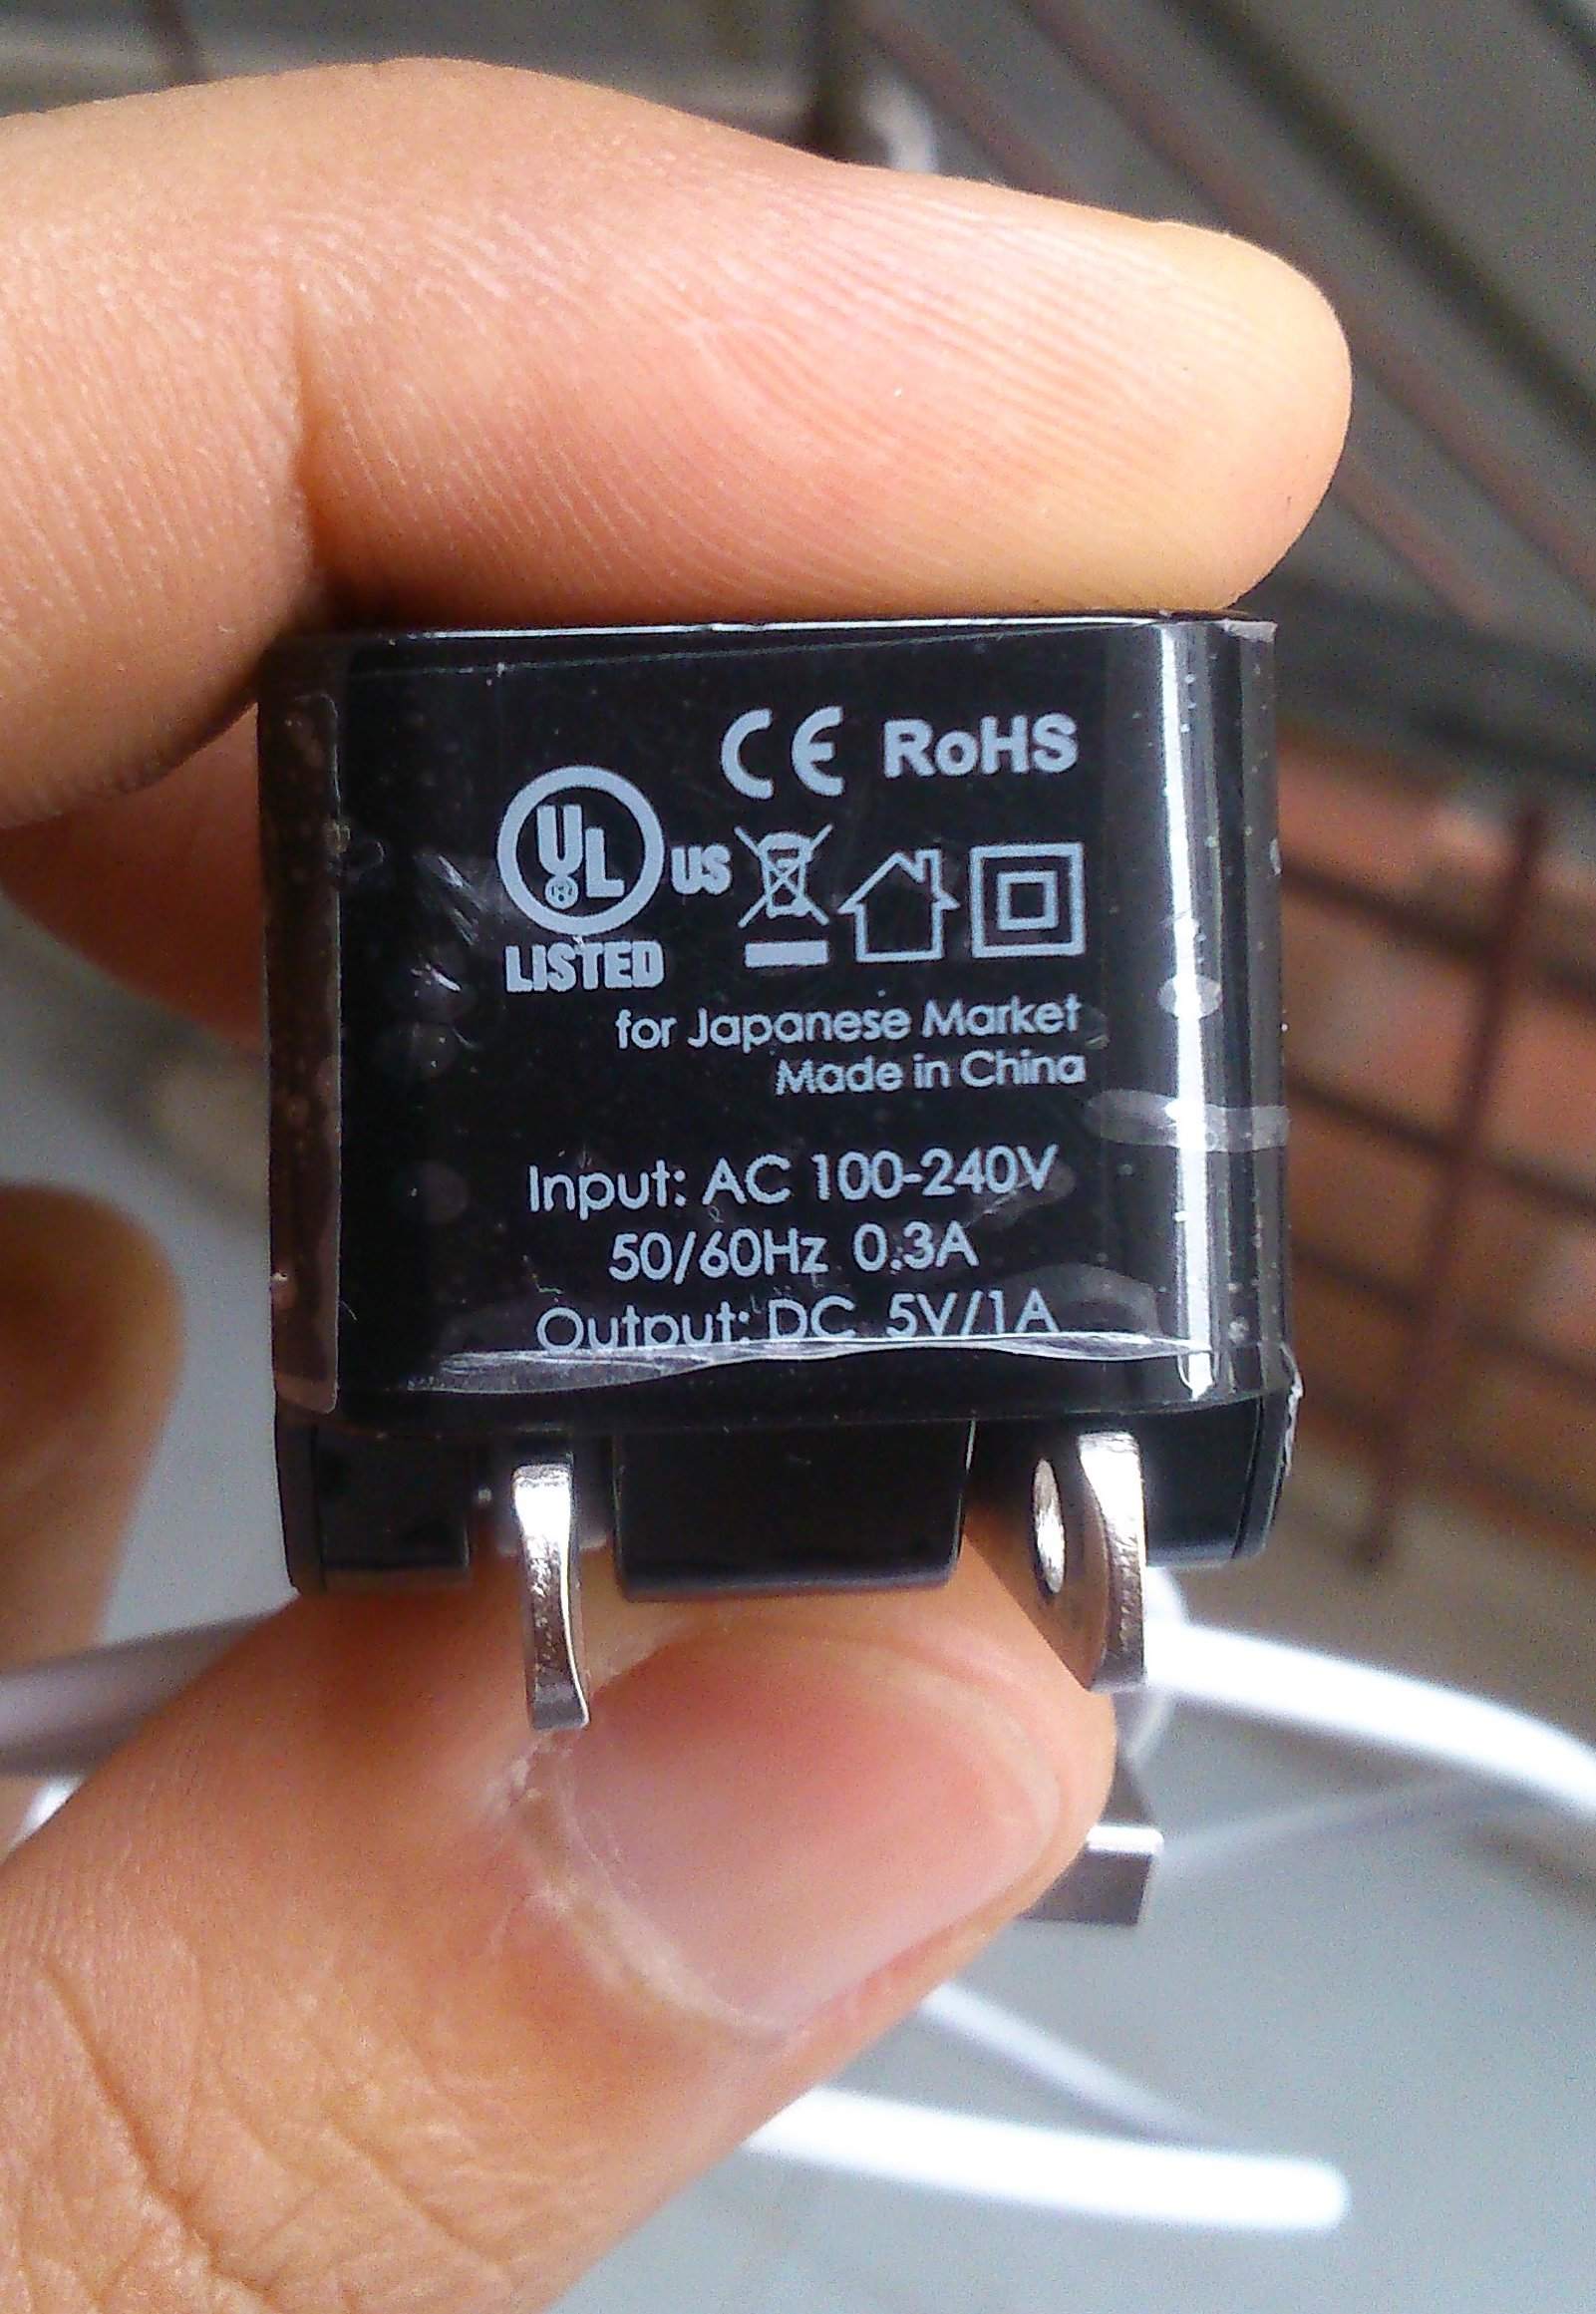 CE RoHS
UL US
LISTED
for Japanese Market
Made in China
Input: AC 100-240V
50/60Hz 0.3A
Output: DC 5V/1A